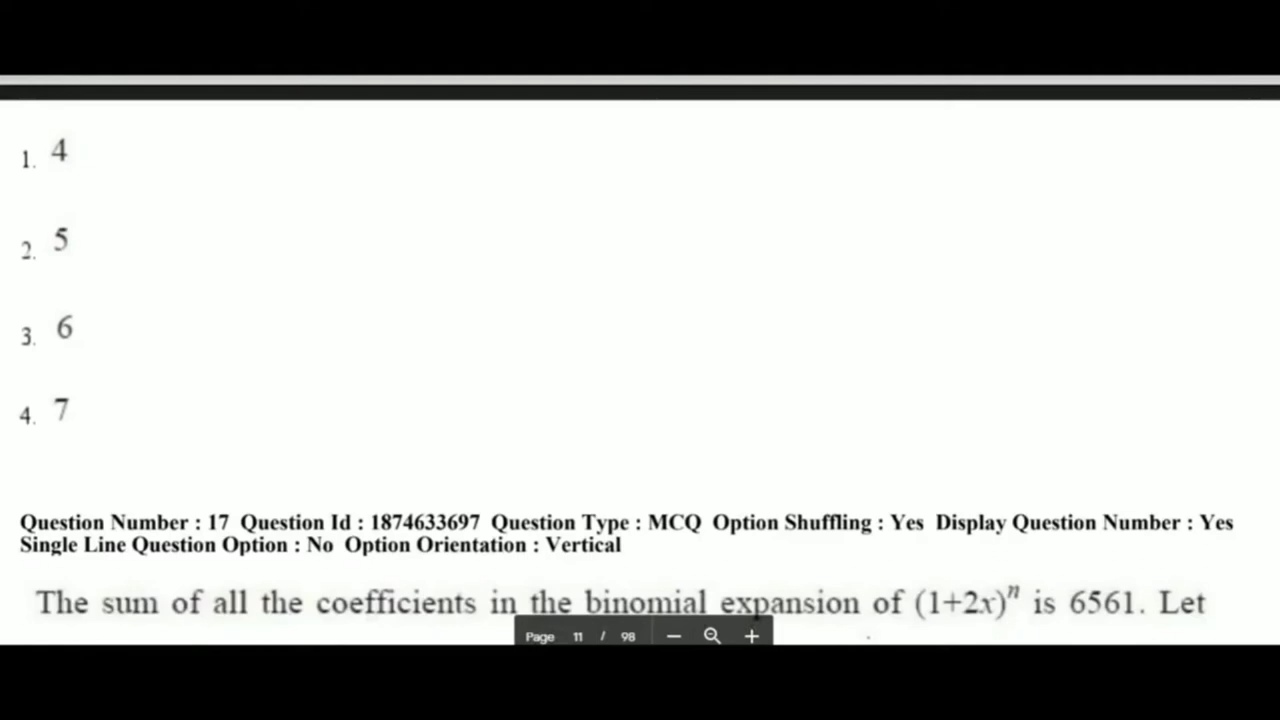 1. 4
2. 5
3. 6
4. 7
Question Number : 17 Question Id : 1874633697 Question Type : MCQ Option Shuffling : Yes Display Question Number : Yes
Single Line Question Option : No Option Orientation : Vertical
The sum of all the coefficients in the binomial expansion of (1+2x)ⁿ is 6561. Let
Page 11 / 98